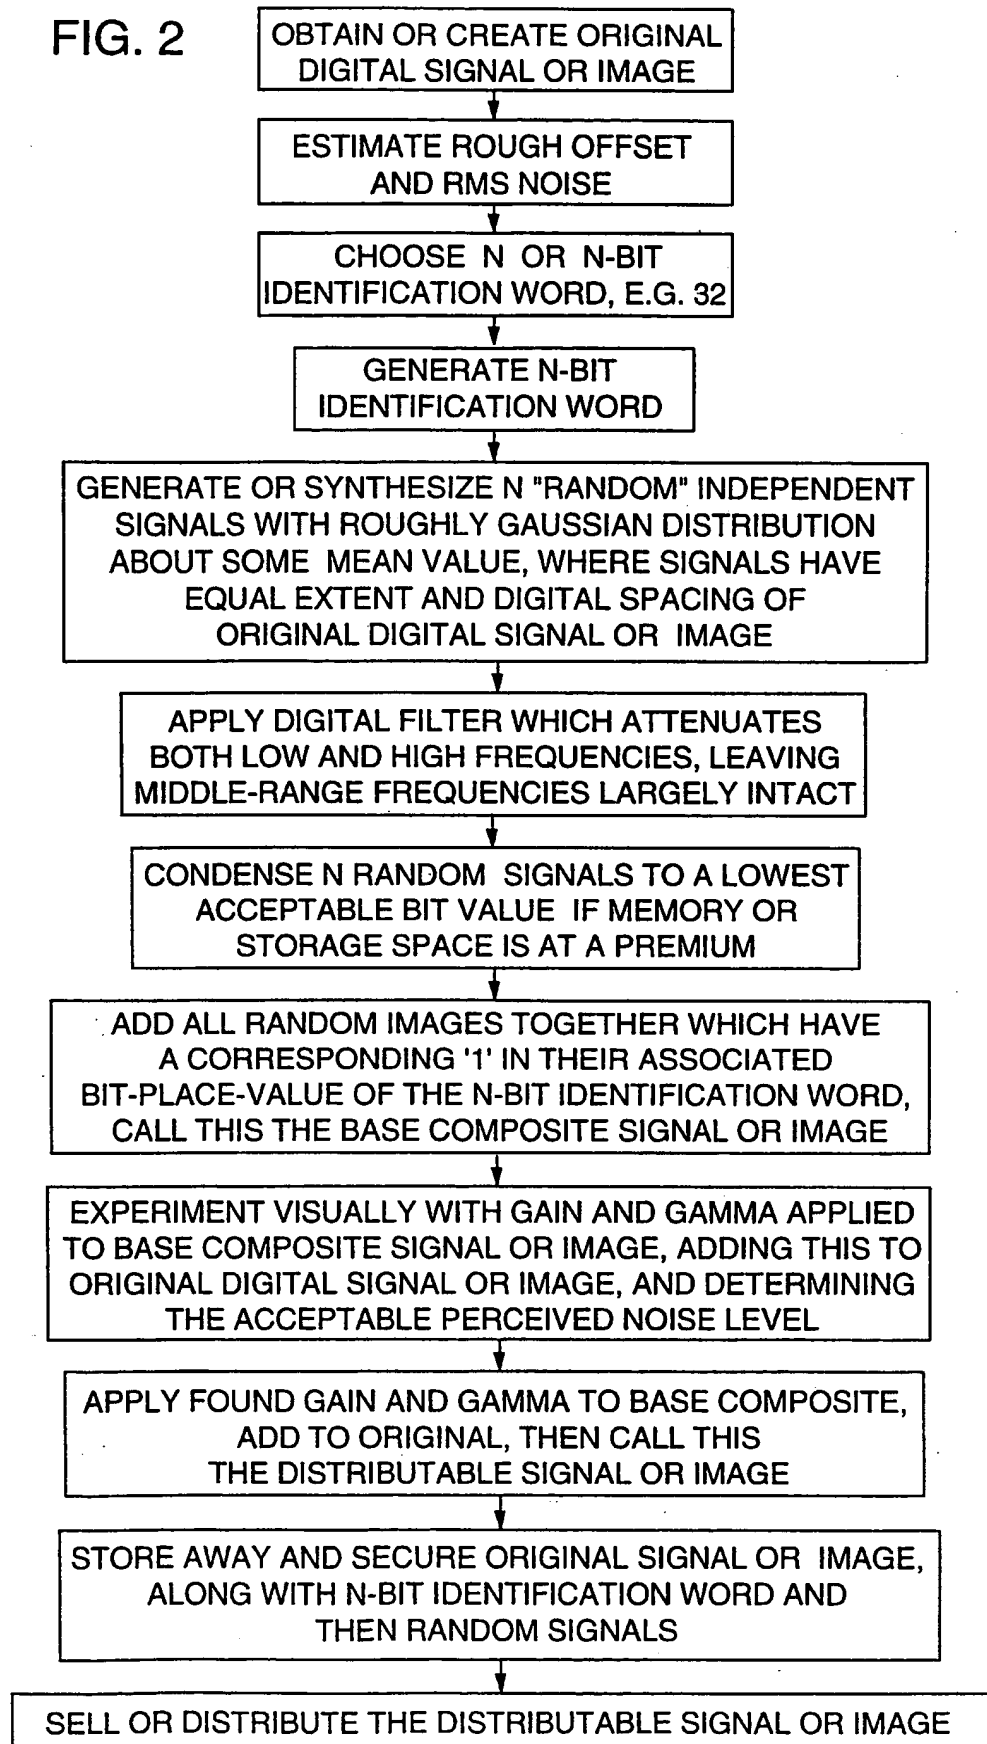 FIG. 2
OBTAIN OR CREATE ORIGINAL
DIGITAL SIGNAL OR IMAGE
ESTIMATE ROUGH OFFSET
AND RMS NOISE
CHOOSE N OR N-BIT
IDENTIFICATION WORD, E.G. 32
GENERATE N-BIT
IDENTIFICATION WORD
GENERATE OR SYNTHESIZE N "RANDOM" INDEPENDENT
SIGNALS WITH ROUGHLY GAUSSIAN DISTRIBUTION
ABOUT SOME MEAN VALUE, WHERE SIGNALS HAVE
EQUAL EXTENT AND DIGITAL SPACING OF
ORIGINAL DIGITAL SIGNAL OR IMAGE
APPLY DIGITAL FILTER WHICH ATTENUATES
BOTH LOW AND HIGH FREQUENCIES, LEAVING
MIDDLE-RANGE FREQUENCIES LARGELY INTACT
CONDENSE N RANDOM SIGNALS TO A LOWEST
ACCEPTABLE BIT VALUE IF MEMORY OR
STORAGE SPACE IS AT A PREMIUM
ADD ALL RANDOM IMAGES TOGETHER WHICH HAVE
A CORRESPONDING '1' IN THEIR ASSOCIATED
BIT-PLACE-VALUE OF THE N-BIT IDENTIFICATION WORD,
CALL THIS THE BASE COMPOSITE SIGNAL OR IMAGE
EXPERIMENT VISUALLY WITH GAIN AND GAMMA APPLIED
TO BASE COMPOSITE SIGNAL OR IMAGE, ADDING THIS TO
ORIGINAL DIGITAL SIGNAL OR IMAGE, AND DETERMINING
THE ACCEPTABLE PERCEIVED NOISE LEVEL
APPLY FOUND GAIN AND GAMMA TO BASE COMPOSITE,
ADD TO ORIGINAL, THEN CALL THIS
THE DISTRIBUTABLE SIGNAL OR IMAGE
STORE AWAY AND SECURE ORIGINAL SIGNAL OR IMAGE,
ALONG WITH N-BIT IDENTIFICATION WORD AND
THEN RANDOM SIGNALS
SELL OR DISTRIBUTE THE DISTRIBUTABLE SIGNAL OR IMAGE